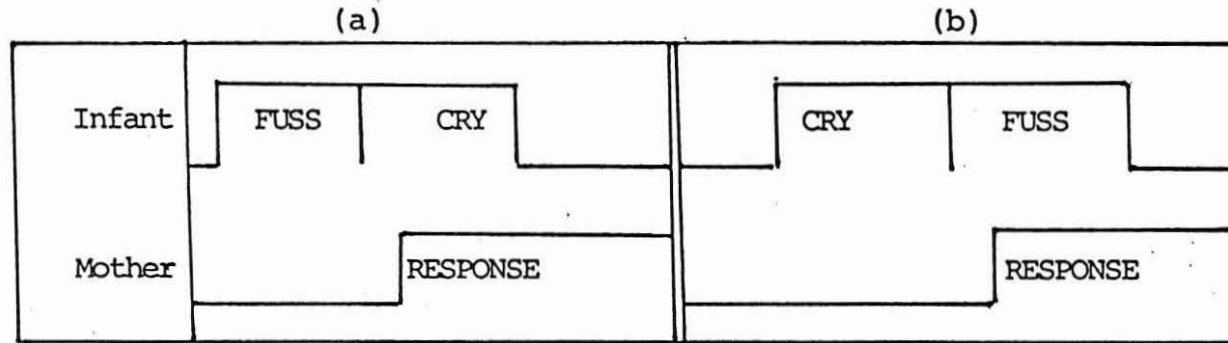 (a) (b)
Infant FUSS CRY CRY FUSS
Mother RESPONSE RESPONSE